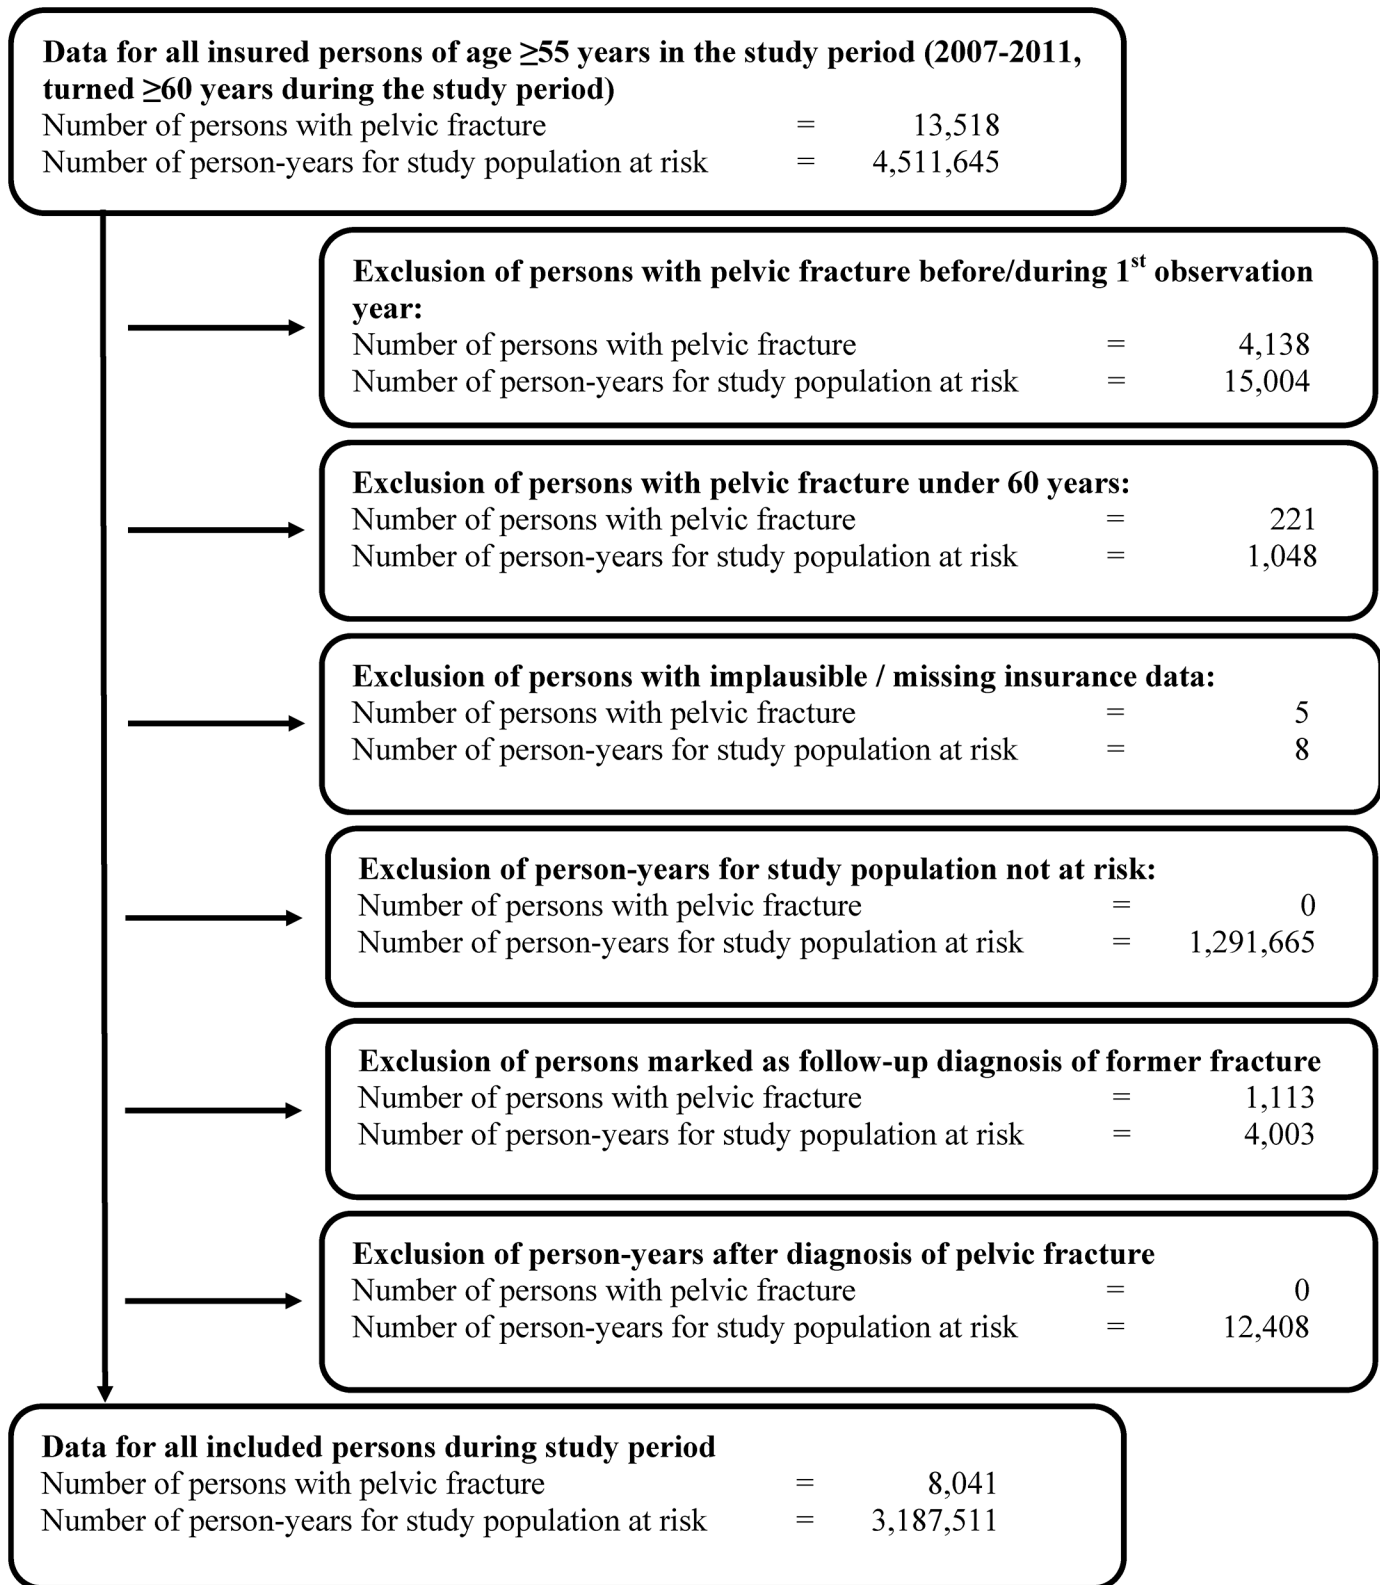 Data for all insured persons of age ≥55 years in the study period (2007-2011,
turned ≥60 years during the study period)
Number of persons with pelvic fracture = 13,518
Number of person-years for study population at risk = 4,511,645
Exclusion of persons with pelvic fracture before/during 1st observation
year:
Number of persons with pelvic fracture = 4,138
Number of person-years for study population at risk = 15,004
Exclusion of persons with pelvic fracture under 60 years:
Number of persons with pelvic fracture = 221
Number of person-years for study population at risk = 1,048
Exclusion of persons with implausible / missing insurance data:
Number of persons with pelvic fracture = 5
Number of person-years for study population at risk = 8
Exclusion of person-years for study population not at risk:
Number of persons with pelvic fracture = 0
Number of person-years for study population at risk = 1,291,665
Exclusion of persons marked as follow-up diagnosis of former fracture
Number of persons with pelvic fracture = 1,113
Number of person-years for study population at risk = 4,003
Exclusion of person-years after diagnosis of pelvic fracture
Number of persons with pelvic fracture = 0
Number of person-years for study population at risk = 12,408
Data for all included persons during study period
Number of persons with pelvic fracture = 8,041
Number of person-years for study population at risk = 3,187,511